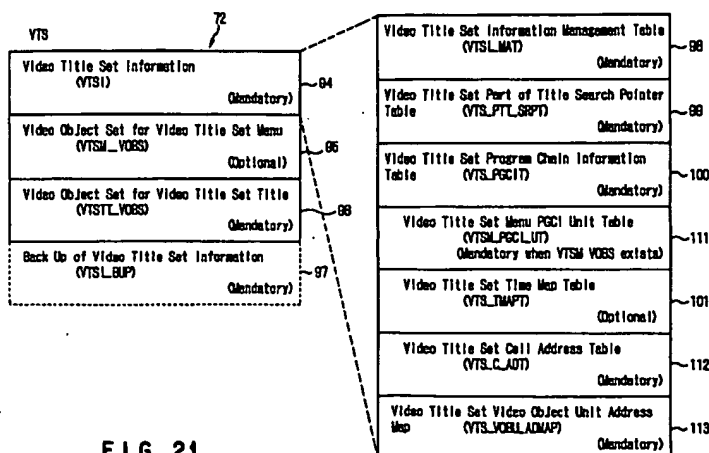 VTS
72
Video Title Set Information
(VTSI)
(Mandatory)
94
Video Object Set for Video Title Set Menu
(VTSM_VOBS)
(Optional)
95
Video Object Set for Video Title Set Title
(VTSTT_VOBS)
(Mandatory)
96
Back Up of Video Title Set Information
(VTSI_BUP)
(Mandatory)
97
Video Title Set Information Management Table
(VTSI_MAT)
(Mandatory)
98
Video Title Set Part of Title Search Pointer
Table (VTS_PTT_SRPT)
(Mandatory)
99
Video Title Set Program Chain Information
Table (VTS_PGCIT)
(Mandatory)
100
Video Title Set Menu PGCI Unit Table
(VTSM_PGCI_UT)
(Mandatory when VTSM VOBS exists)
111
Video Title Set Time Map Table
(VTS_TMAPT)
(Optional)
101
Video Title Set Cell Address Table
(VTS_C_ADT)
(Mandatory)
112
Video Title Set Video Object Unit Address
Map (VTS_VOBU_ADMAP)
(Mandatory)
113
FIG. 21